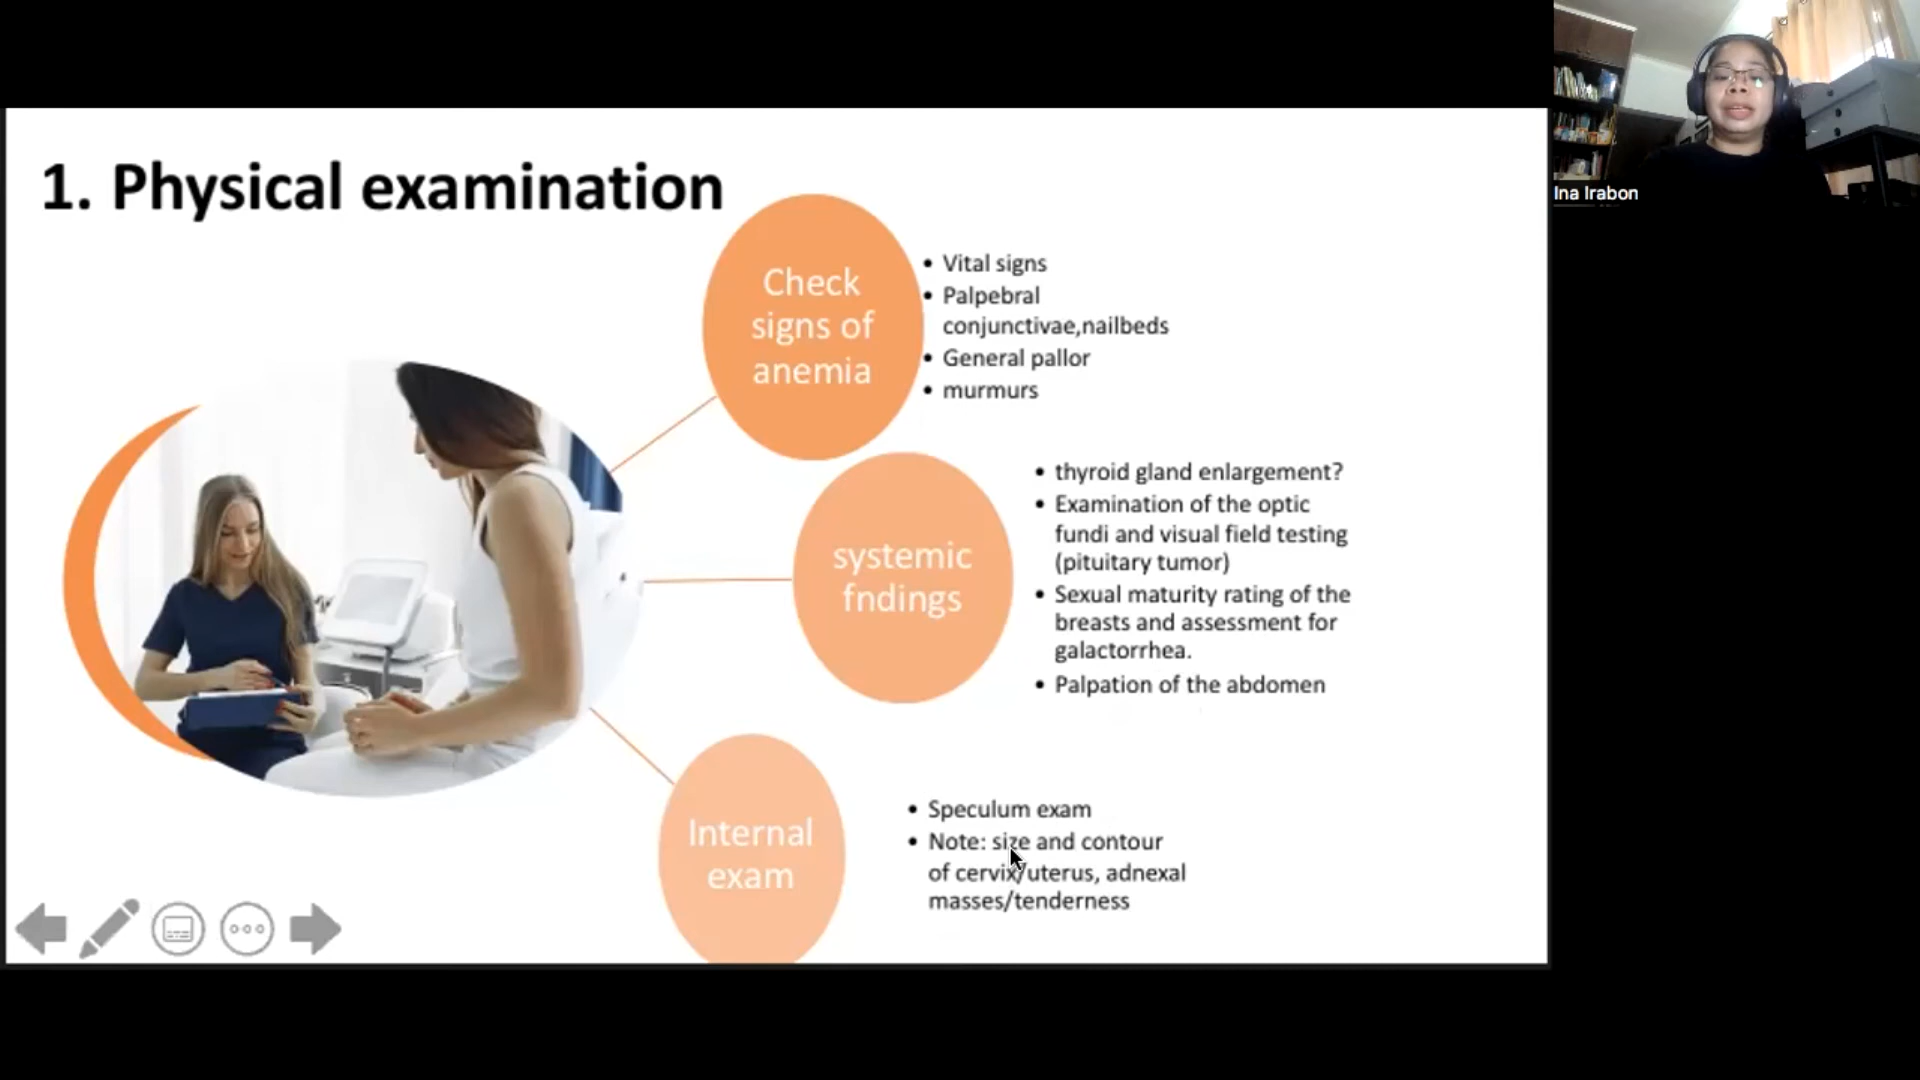 1. Physical examination
Check
signs of
anemia
• Vital signs
• Palpebral
conjunctivae,nailbeds
• General pallor
• murmurs
systemic
fndings
• thyroid gland enlargement?
• Examination of the optic
fundi and visual field testing
(pituitary tumor)
• Sexual maturity rating of the
breasts and assessment for
galactorrhea.
• Palpation of the abdomen
Internal
exam
• Speculum exam
• Note: size and contour
of cervix/uterus, adnexal
masses/tenderness
Ina Irabon